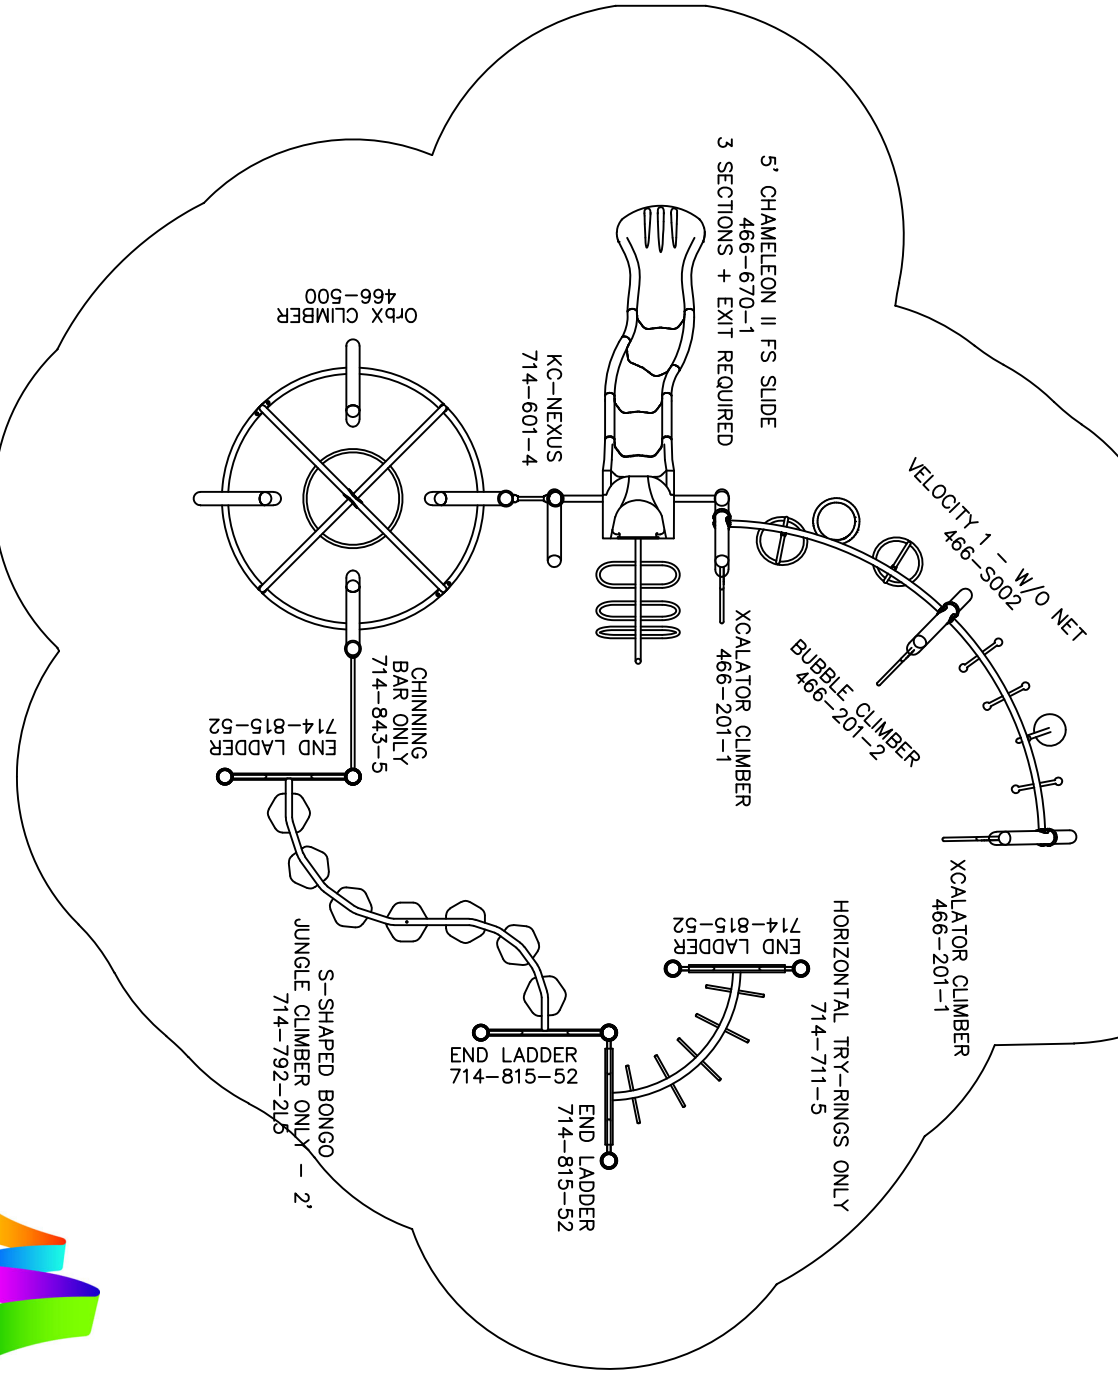 5' CHAMELEON II FS SLIDE
466-670-1
3 SECTIONS + EXIT REQUIRED
OrbX CLIMBER
466-500
KC-NEXUS
714-601-4
VELOCITY 1 - W/O NET
466-S002
BUBBLE CLIMBER
466-201-2
XCALATOR CLIMBER
466-201-1
CHINNING
BAR ONLY
714-843-5
END LADDER
714-815-52
XCALATOR CLIMBER
466-201-1
HORIZONTAL TRY-RINGS ONLY
714-711-5
END LADDER
714-815-52
S-SHAPED BONGO
JUNGLE CLIMBER ONLY - 2'
714-792-2L5
END LADDER
714-815-52
END LADDER
714-815-52